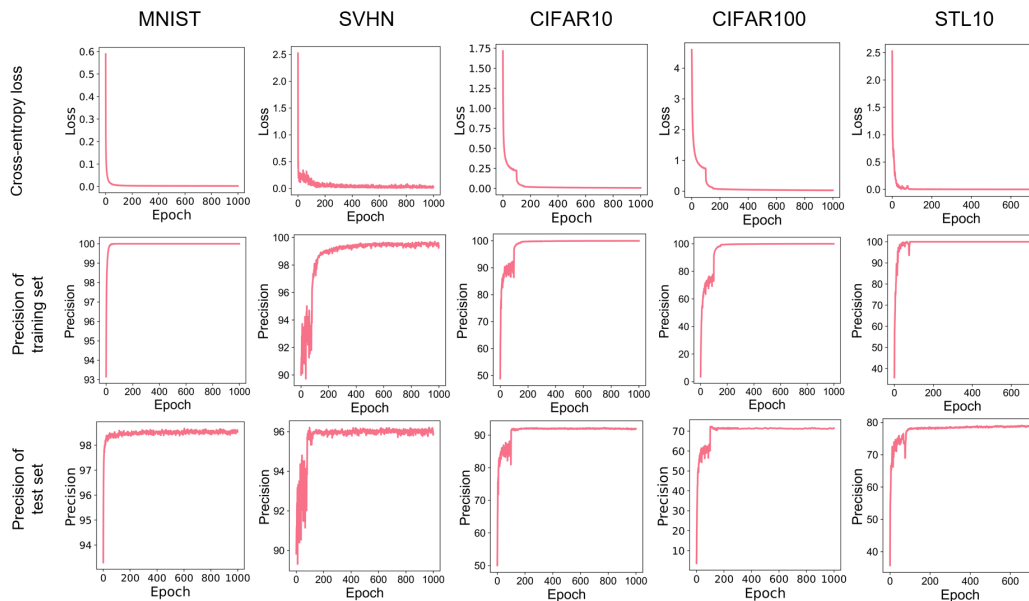 MNIST SVHN CIFAR10 CIFAR100 STL10
Cross-entropy loss
Loss
0.6
0.5
0.4
0.3
0.2
0.1
0.0
0 200 400 600 800 1000
Epoch
Loss
2.5
2.0
1.5
1.0
0.5
0.0
0 200 400 600 800 1000
Epoch
Loss
1.75
1.50
1.25
1.00
0.75
0.50
0.25
0.00
0 200 400 600 800 1000
Epoch
Loss
4
3
2
1
0
0 200 400 600 800 1000
Epoch
Loss
2.5
2.0
1.5
1.0
0.5
0.0
0 200 400 600
Epoch
Precision of
training set
Precision
100
99
98
97
96
95
94
93
0 200 400 600 800 1000
Epoch
Precision
100
98
96
94
92
90
0 200 400 600 800 1000
Epoch
Precision
100
90
80
70
60
50
0 200 400 600 800 1000
Epoch
Precision
100
80
60
40
20
0
0 200 400 600 800 1000
Epoch
Precision
100
90
80
70
60
50
40
0 200 400 600
Epoch
Precision of
test set
Precision
98
97
96
95
94
0 200 400 600 800 1000
Epoch
Precision
96
94
92
90
0 200 400 600 800 1000
Epoch
Precision
90
80
70
60
50
0 200 400 600 800 1000
Epoch
Precision
70
60
50
40
30
20
10
0 200 400 600 800 1000
Epoch
Precision
80
70
60
50
40
0 200 400 600
Epoch